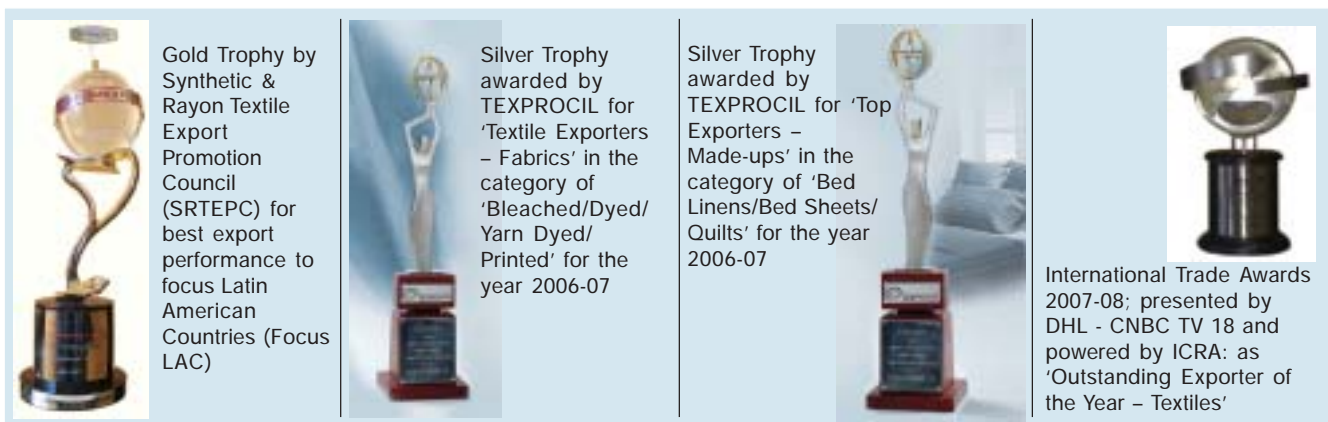 Gold Trophy by
Synthetic &
Rayon Textile
Export
Promotion
Council
(SRTEPC) for
best export
performance to
focus Latin
American
Countries (Focus
LAC)
Silver Trophy
awarded by
TEXPROCIL for
‘Textile Exporters
– Fabrics’ in the
category of
‘Bleached/Dyed/
Yarn Dyed/
Printed’ for the
year 2006-07
Silver Trophy
awarded by
TEXPROCIL for ‘Top
Exporters –
Made-ups’ in the
category of ‘Bed
Linens/Bed Sheets/
Quilts’ for the year
2006-07
International Trade Awards
2007-08; presented by
DHL - CNBC TV 18 and
powered by ICRA: as
‘Outstanding Exporter of
the Year – Textiles’